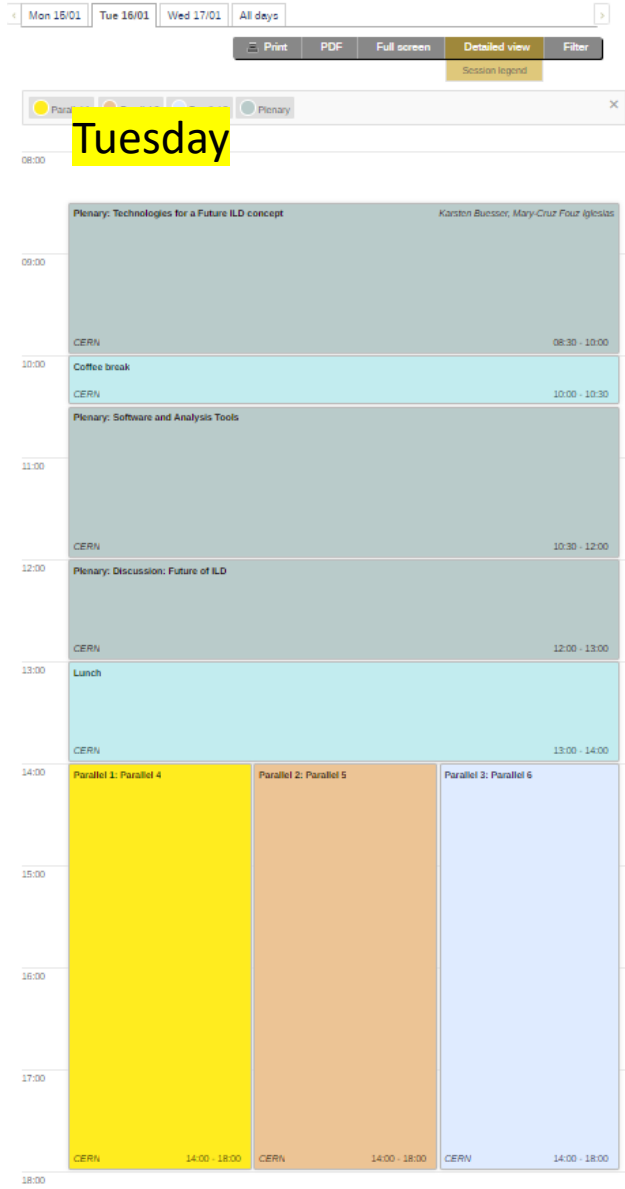 Mon 15/01 Tue 16/01 Wed 17/01 All days
Print PDF Full screen Detailed view Filter
Session legend
Plenary
Tuesday
08:00
Plenary: Technologies for a Future ILD concept Karsten Buesser, Mary-Cruz Fouz Iglesias
09:00
CERN 08:30 - 10:00
10:00
Coffee break
CERN 10:00 - 10:30
Plenary: Software and Analysis Tools
11:00
CERN 10:30 - 12:00
12:00
Plenary: Discussion: Future of ILD
CERN 12:00 - 13:00
13:00
Lunch
CERN 13:00 - 14:00
14:00
Parallel 1: Parallel 4 Parallel 2: Parallel 5 Parallel 3: Parallel 6
15:00
16:00
17:00
CERN 14:00 - 18:00 CERN 14:00 - 18:00 CERN 14:00 - 18:00
18:00